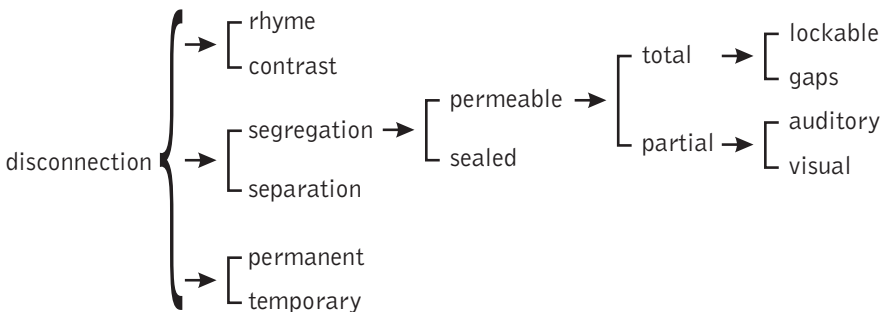 disconnection
rhyme
contrast
segregation
separation
permanent
temporary
permeable
sealed
total
partial
lockable
gaps
auditory
visual